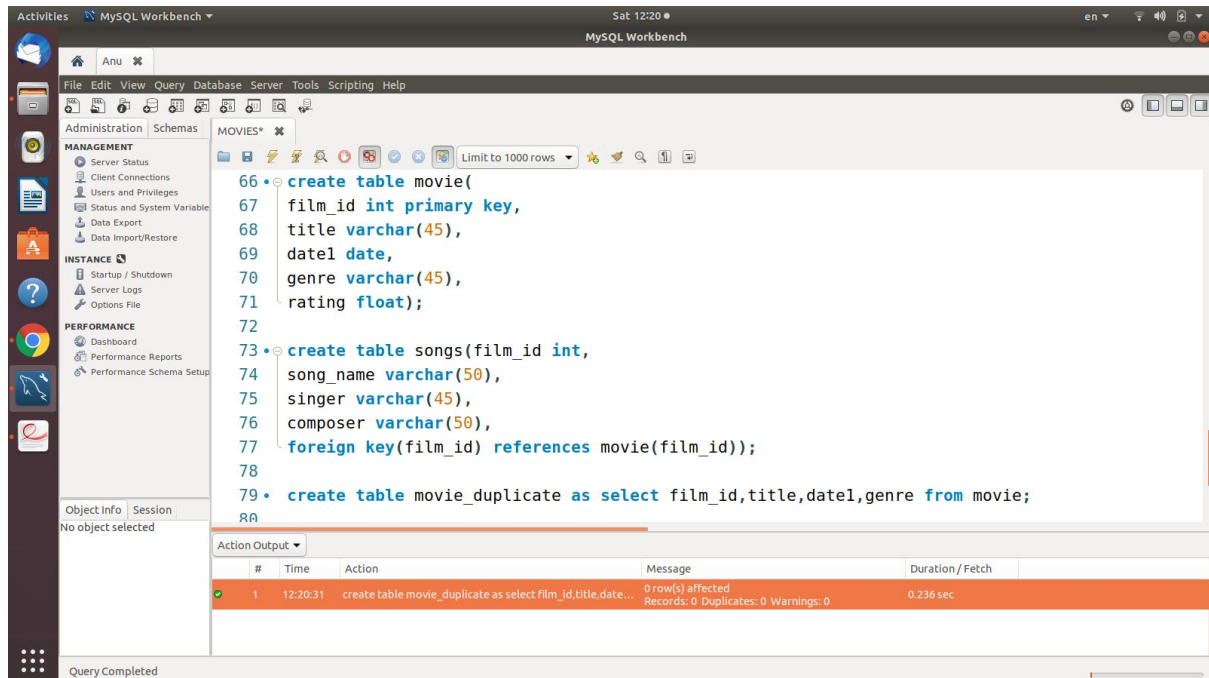 Activities MySQL Workbench Sat 12:20 en
MySQL Workbench
Anu
File Edit View Query Database Server Tools Scripting Help
Administration Schemas
MOVIES*
MANAGEMENT
Server Status
Client Connections
Users and Privileges
Status and System Variable
Data Export
Data Import/Restore
INSTANCE
Startup / Shutdown
Server Logs
Options File
PERFORMANCE
Dashboard
Performance Reports
Performance Schema Setup
Object Info Session
No object selected
Limit to 1000 rows
66 create table movie(
67 film_id int primary key,
68 title varchar(45),
69 date1 date,
70 genre varchar(45),
71 rating float);
72
73 create table songs(film_id int,
74 song_name varchar(50),
75 singer varchar(45),
76 composer varchar(50),
77 foreign key(film_id) references movie(film_id));
78
79 create table movie_duplicate as select film_id,title,date1,genre from movie;
80
Action Output
# Time Action Message Duration / Fetch
1 12:20:31 create table movie_duplicate as select film_id,title,date... 0 row(s) affected
Records: 0 Duplicates: 0 Warnings: 0 0.236 sec
Query Completed